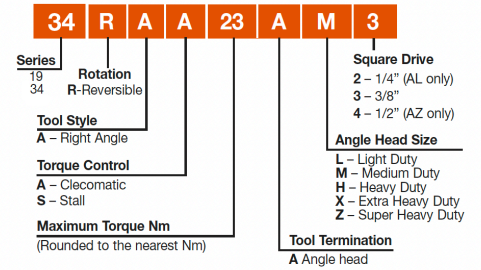 34 R A A 23 A M 3
Series
19
34
Rotation
R-Reversible
Tool Style
A – Right Angle
Torque Control
A – Clecomatic
S – Stall
Maximum Torque Nm
(Rounded to the nearest Nm)
Square Drive
2 – 1/4” (AL only)
3 – 3/8”
4 – 1/2” (AZ only)
Angle Head Size
L – Light Duty
M – Medium Duty
H – Heavy Duty
X – Extra Heavy Duty
Z – Super Heavy Duty
Tool Termination
A Angle head